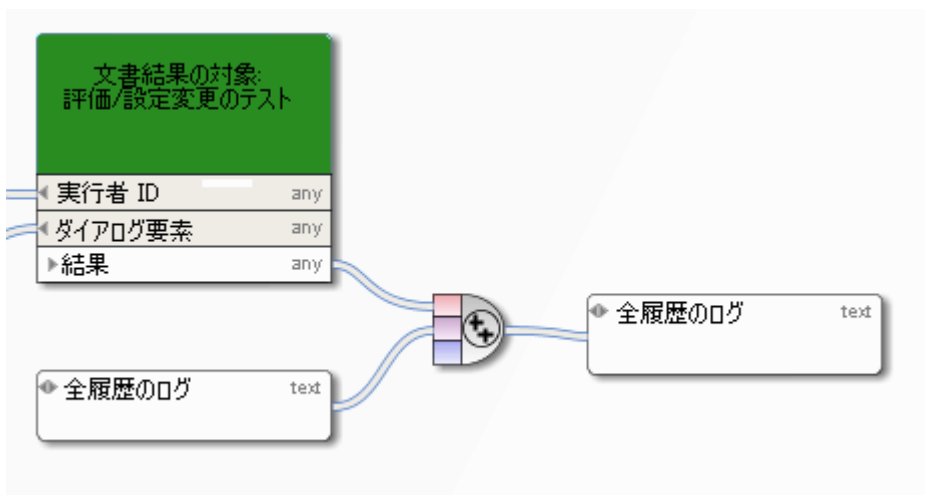 文書結果の対象:
評価/設定変更のテスト
実行者 ID any
ダイアログ要素 any
結果 any
全履歴のログ text
全履歴のログ text